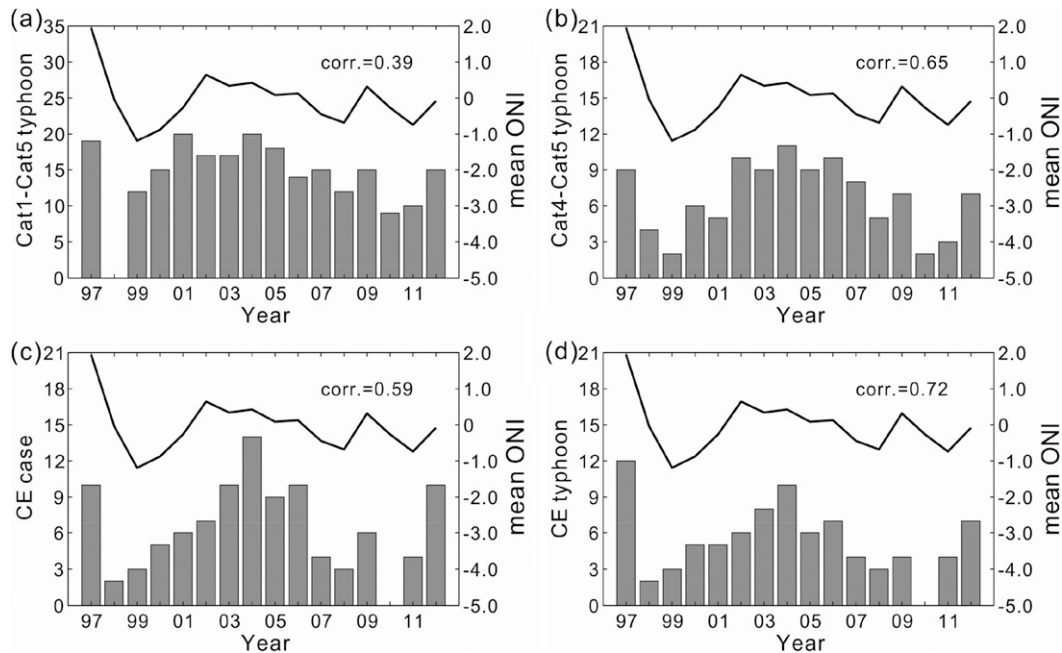 (a)
35
30
25
20
15
10
5
0
Cat1-Cat5 typhoon
corr.=0.39
2.0
1.0
0
-1.0
-2.0
-3.0
-4.0
-5.0
mean ONI
97 99 01 03 05 07 09 11
Year
(b)
21
18
15
12
9
6
3
0
Cat4-Cat5 typhoon
corr.=0.65
2.0
1.0
0
-1.0
-2.0
-3.0
-4.0
-5.0
mean ONI
97 99 01 03 05 07 09 11
Year
(c)
21
18
15
12
9
6
3
0
CE case
corr.=0.59
2.0
1.0
0
-1.0
-2.0
-3.0
-4.0
-5.0
mean ONI
97 99 01 03 05 07 09 11
Year
(d)
21
18
15
12
9
6
3
0
CE typhoon
corr.=0.72
2.0
1.0
0
-1.0
-2.0
-3.0
-4.0
-5.0
mean ONI
97 99 01 03 05 07 09 11
Year